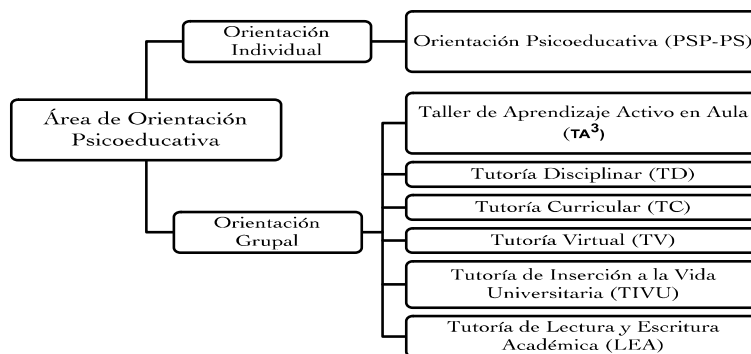 Orientación
Individual
Orientación Psicoeducativa (PSP-PS)
Área de Orientación
Psicoeducativa
Taller de Aprendizaje Activo en Aula
(TA³)
Tutoría Disciplinar (TD)
Tutoría Curricular (TC)
Orientación
Grupal
Tutoría Virtual (TV)
Tutoría de Inserción a la Vida
Universitaria (TIVU)
Tutoría de Lectura y Escritura
Académica (LEA)